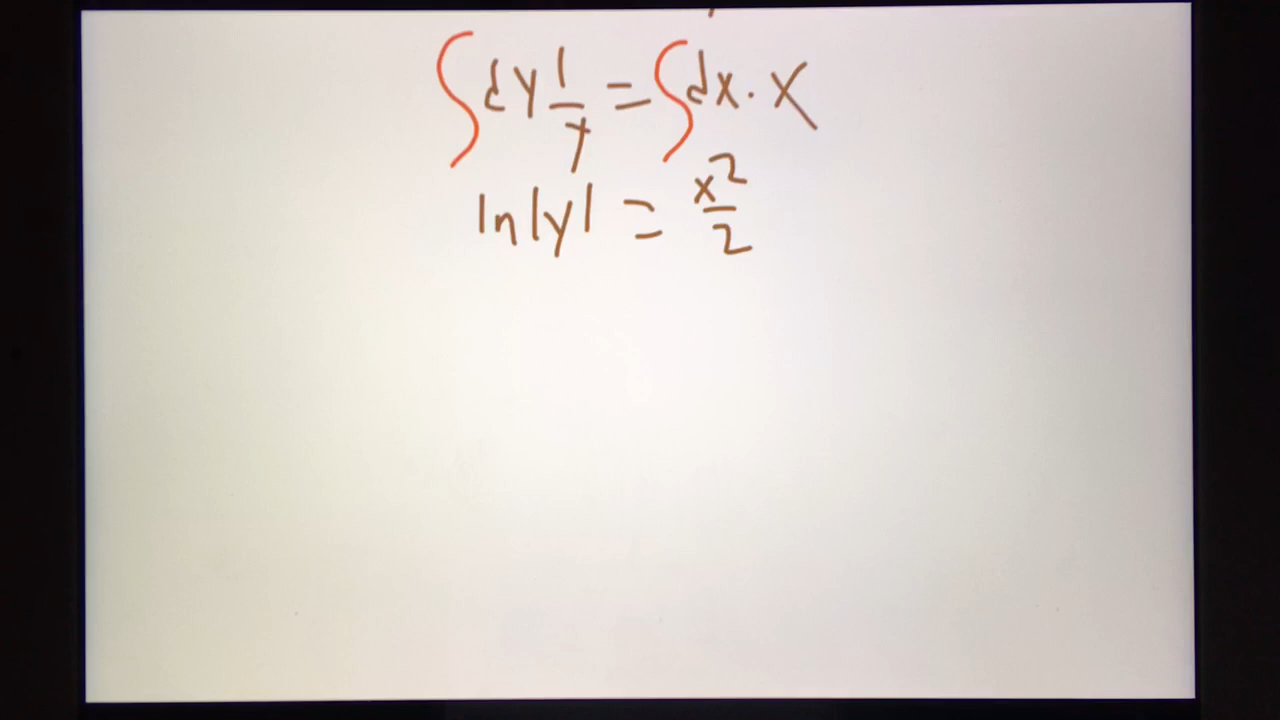 ∫ dy 1/y = ∫ dx · x
ln|y| = x²/2